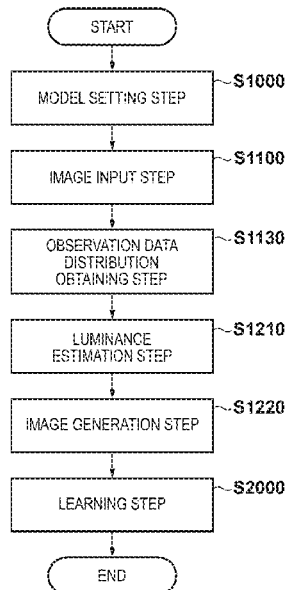 START
MODEL SETTING STEP
S1000
IMAGE INPUT STEP
S1100
OBSERVATION DATA
DISTRIBUTION
OBTAINING STEP
S1130
LUMINANCE
ESTIMATION STEP
S1210
IMAGE GENERATION STEP
S1220
LEARNING STEP
S2000
END